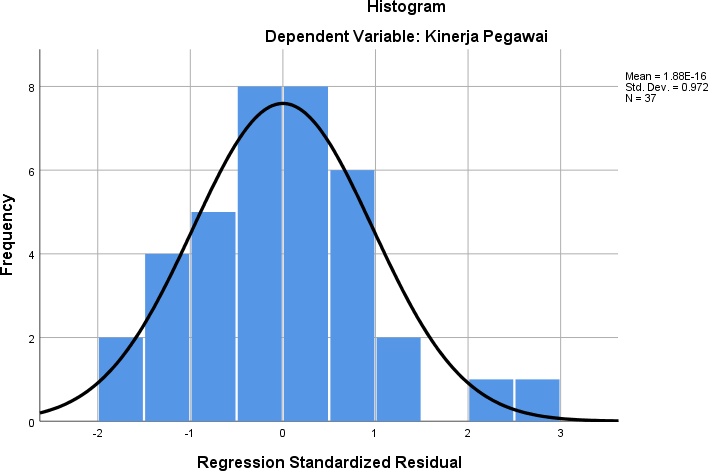 Histogram
Dependent Variable: Kinerja Pegawai
Mean = 1.88E-16
Std. Dev. = 0.972
N = 37
Frequency
8
6
4
2
0
-2 -1 0 1 2 3
Regression Standardized Residual